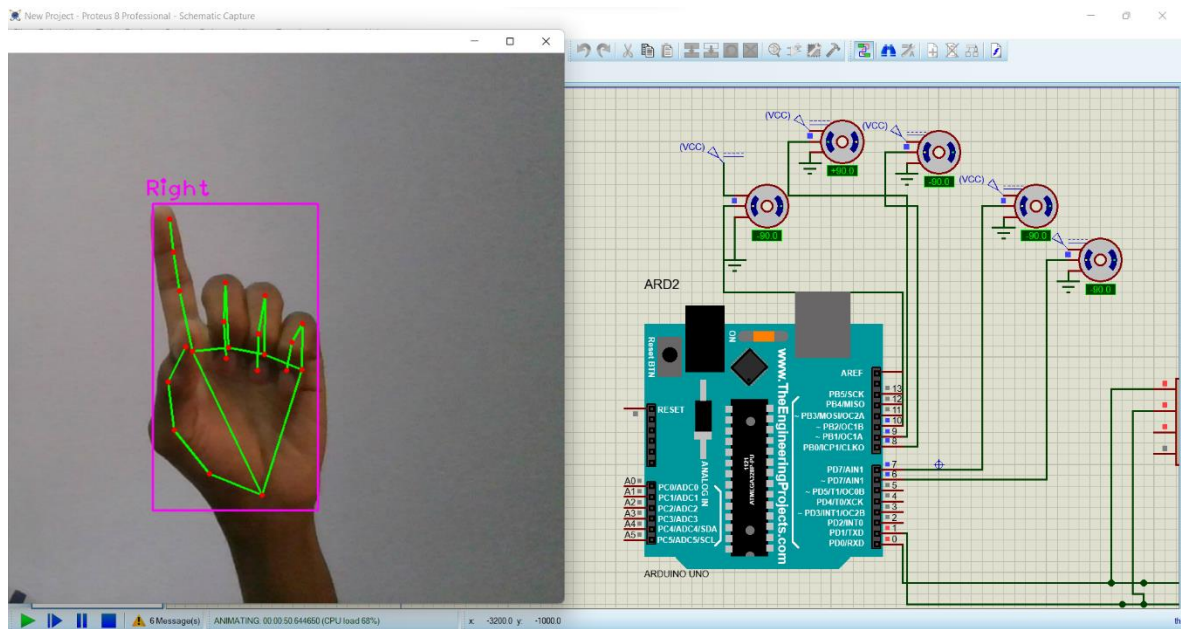 New Project - Proteus 8 Professional - Schematic Capture
Right
(VCC)
(VCC)
(VCC)
(VCC)
+90.0
-90.0
-90.0
-90.0
-90.0
ARD2
Reset BTN
ON
www.TheEngineeringProjects.com
ANALOG IN
ATMEGA328P-PU
1121
RESET
A0
A1
A2
A3
A4
A5
PC0/ADC0
PC1/ADC1
PC2/ADC2
PC3/ADC3
PC4/ADC4/SDA
PC5/ADC5/SCL
AREF
PB5/SCK 13
PB4/MISO 12
~ PB3/MOSI/OC2A 11
~ PB2/OC1B 10
~ PB1/OC1A 9
PB0/ICP1/CLKO 8
PD7/AIN1 7
~ PD7/AIN1 6
~ PD5/T1/OC0B 5
PD4/T0/XCK 4
~ PD3/INT1/OC2B 3
PD2/INT0 2
PD1/TXD 1
PD0/RXD 0
ARDUINO UNO
6 Message(s)
ANIMATING: 00:00:50.644650 (CPU load 68%)
x: -3200.0 y: -1000.0